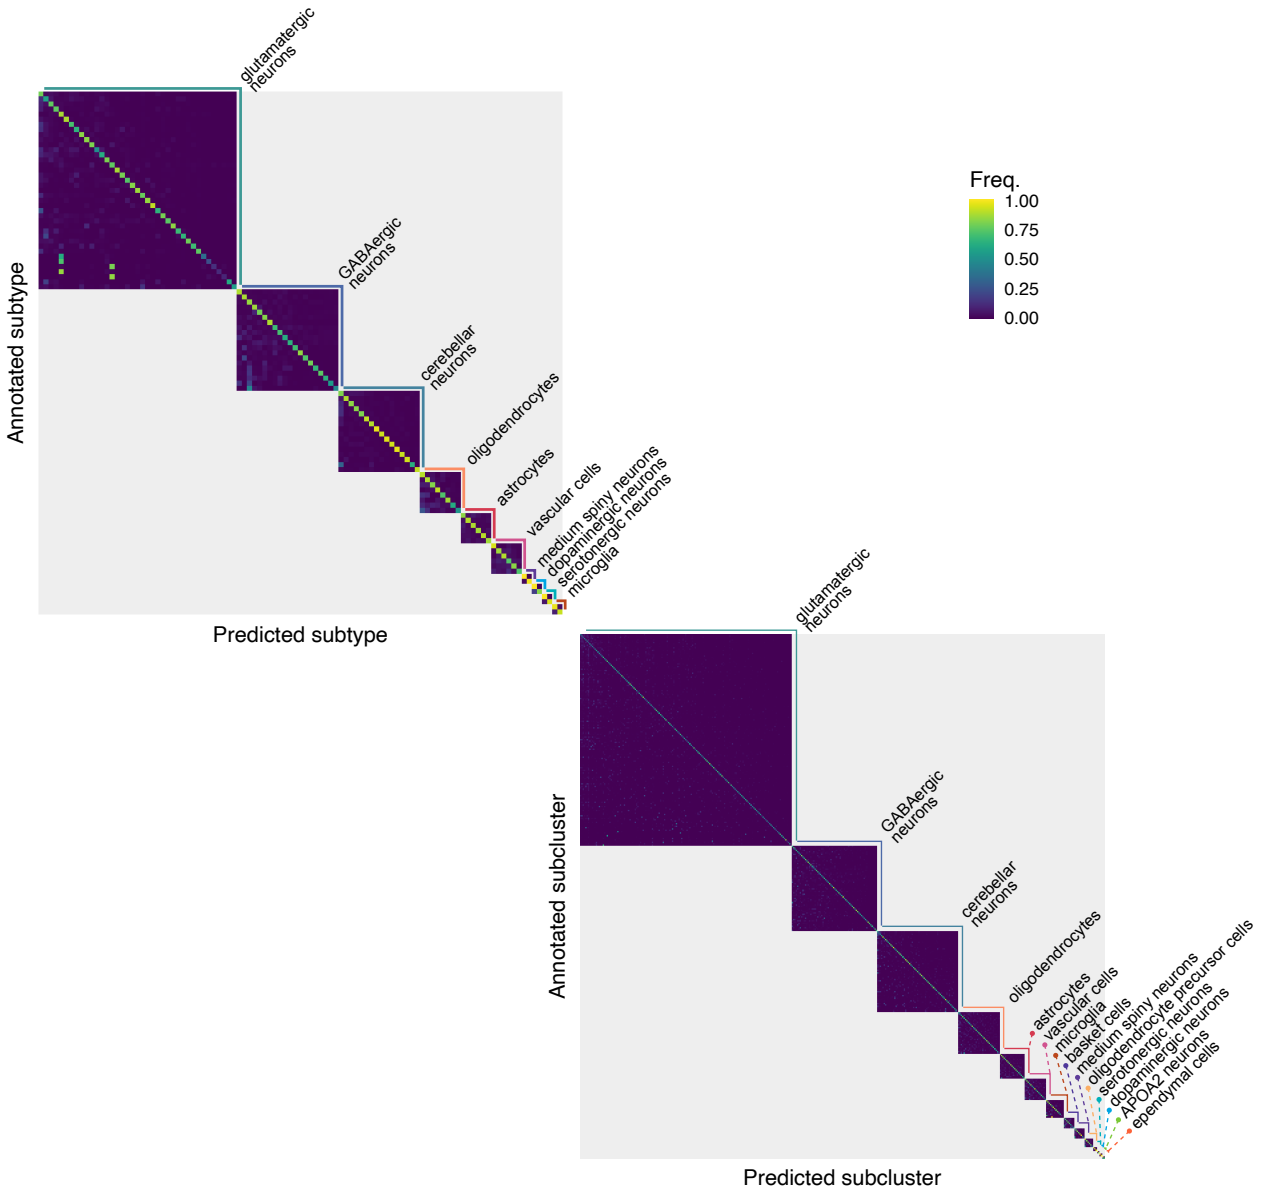 glutamatergic
neurons
Freq.
1.00
0.75
0.50
0.25
0.00
GABAergic
neurons
Annotated subtype
cerebellar
neurons
oligodendrocytes
astrocytes
vascular cells
medium spiny neurons
dopaminergic neurons
serotonergic neurons
microglia
Predicted subtype
glutamatergic
neurons
GABAergic
neurons
Annotated subcluster
cerebellar
neurons
oligodendrocytes
astrocytes
vascular cells
microglia
basket cells
medium spiny neurons
oligodendrocyte precursor cells
serotonergic neurons
dopaminergic neurons
APOA2 neurons
ependymal cells
Predicted subcluster